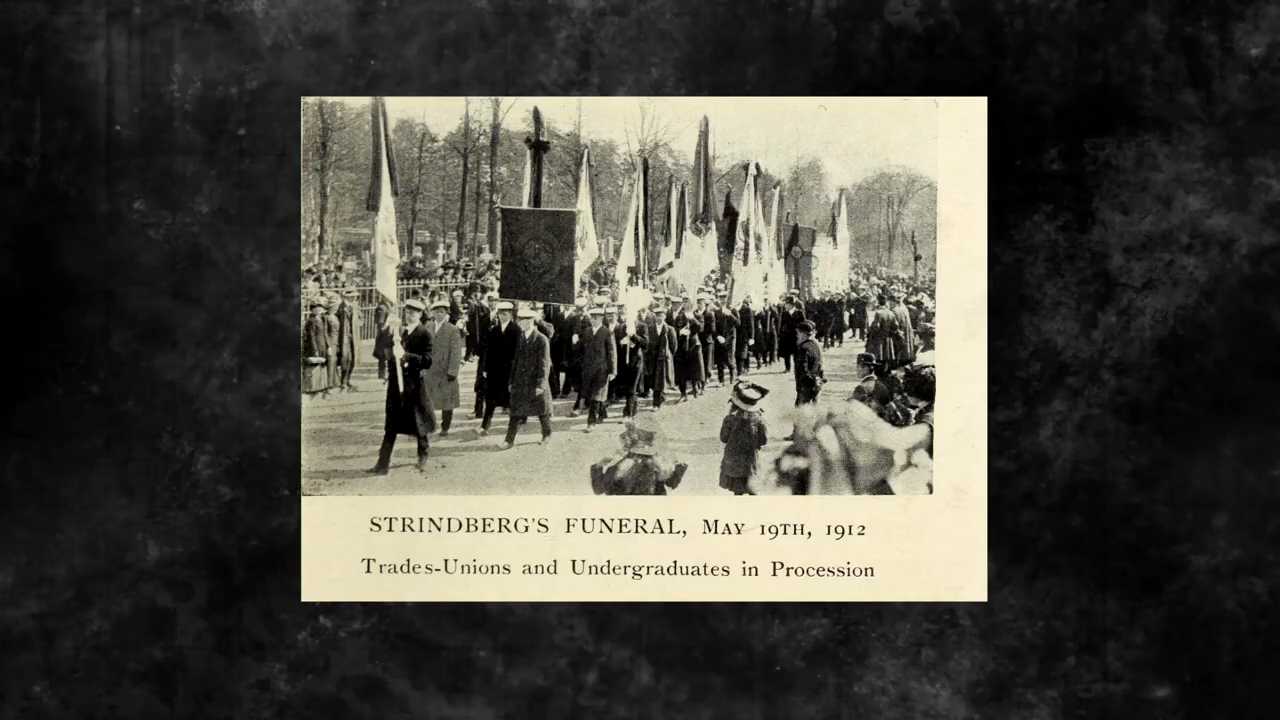 STRINDBERG'S FUNERAL, MAY 19TH, 1912
Trades-Unions and Undergraduates in Procession